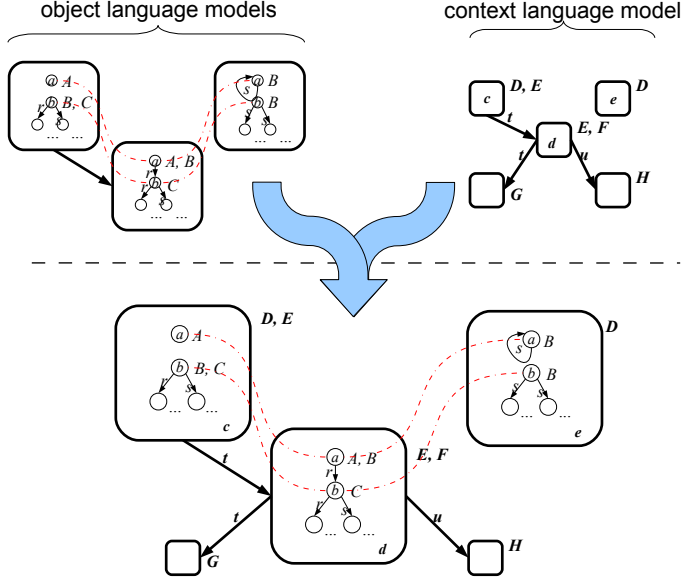 object language models
context language model
a A
b B, C
r s
... ...
a B
s
b B
s s
... ...
a A, B
r
b C
r s
... ...
D, E
c
t
D
e
E, F
d
t u
G
H
D, E
a A
b B, C
r s
... ...
c
D
a B
s
b B
s s
... ...
e
t
E, F
a A, B
r
b C
r s
... ...
d
t
u
G
H